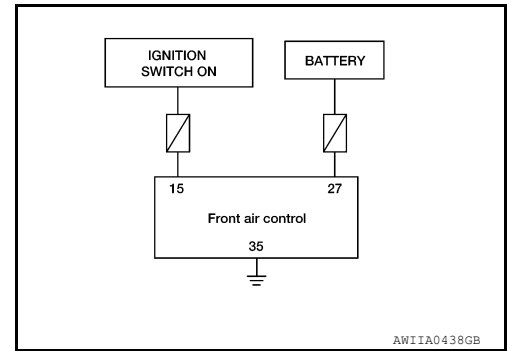 IGNITION
SWITCH ON
BATTERY
15
27
Front air control
35
AWIIA0438GB